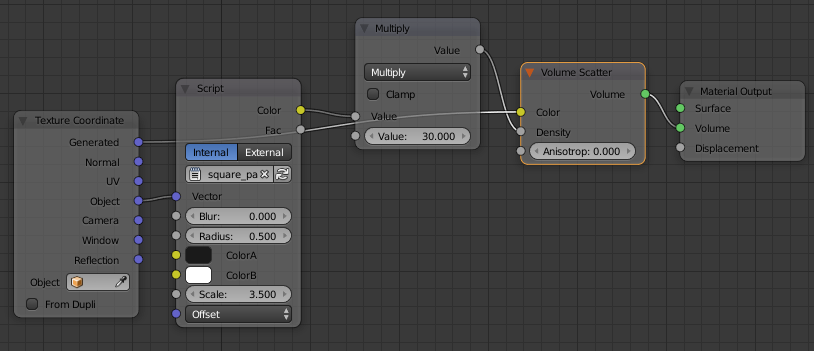 Texture Coordinate
Generated
Normal
UV
Object
Camera
Window
Reflection
Object
From Dupli
Script
Color
Fac
Internal External
square_pa
Vector
Blur: 0.000
Radius: 0.500
ColorA
ColorB
Scale: 3.500
Offset
Multiply
Value
Multiply
Clamp
Value
Value: 30.000
Volume Scatter
Volume
Color
Density
Anisotrop: 0.000
Material Output
Surface
Volume
Displacement